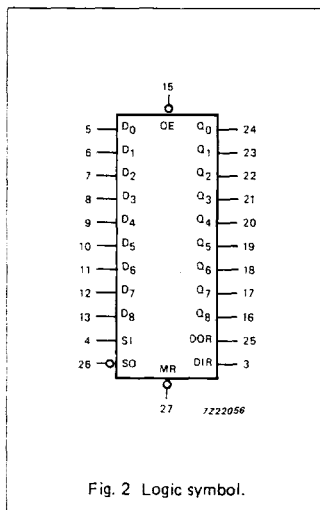 15
5 D0 OE Q0 24
6 D1 Q1 23
7 D2 Q2 22
8 D3 Q3 21
9 D4 Q4 20
10 D5 Q5 19
11 D6 Q6 18
12 D7 Q7 17
13 D8 Q8 16
4 SI DOR 25
26 SO MR DIR 3
27
7Z22056
Fig. 2 Logic symbol.